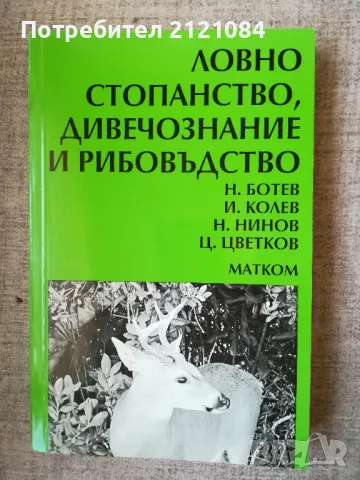 Потребител 2121084
ЛОВНО
СТОПАНСТВО,
ДИВЕЧОЗНАНИЕ
И РИБОВЪДСТВО
Н. БОТЕВ
И. КОЛЕВ
Н. НИНОВ
Ц. ЦВЕТКОВ
МАТКОМ